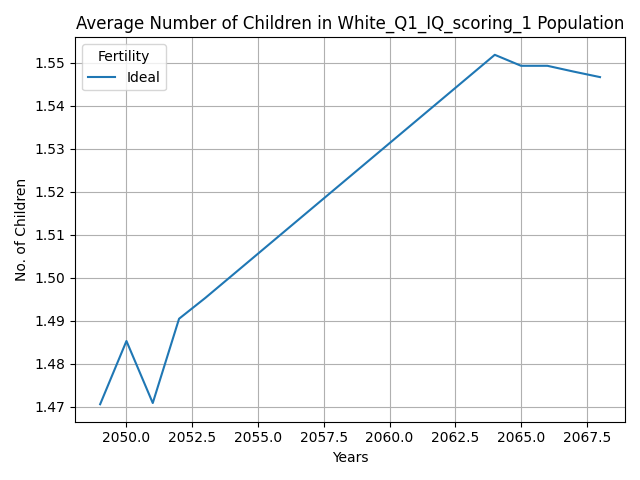 Average Number of Children in White_Q1_IQ_scoring_1 Population
Fertility
Ideal
No. of Children
1.55
1.54
1.53
1.52
1.51
1.50
1.49
1.48
1.47
2050.0 2052.5 2055.0 2057.5 2060.0 2062.5 2065.0 2067.5
Years